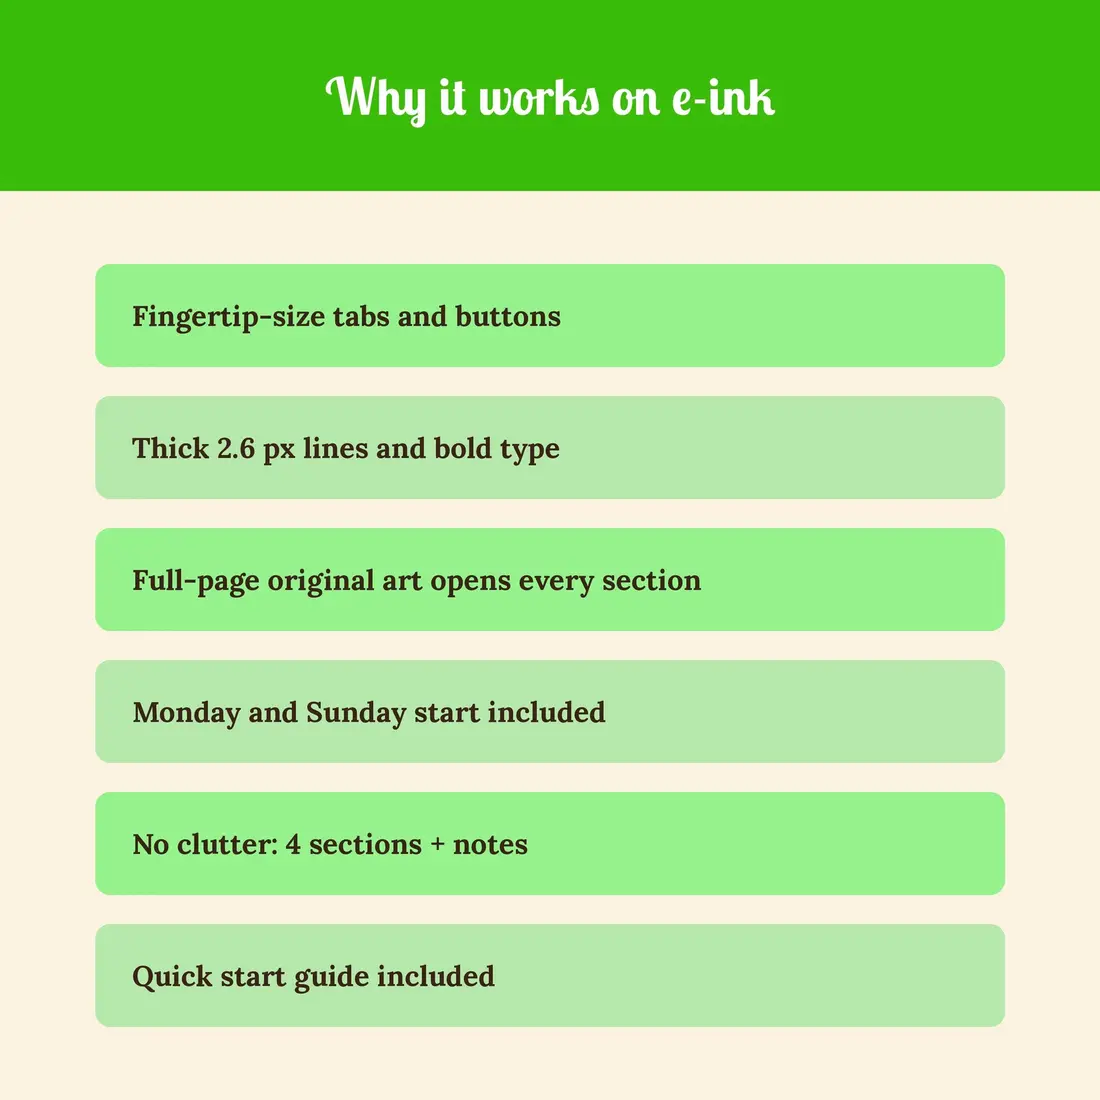 Why it works on e-ink
Fingertip-size tabs and buttons
Thick 2.6 px lines and bold type
Full-page original art opens every section
Monday and Sunday start included
No clutter: 4 sections + notes
Quick start guide included